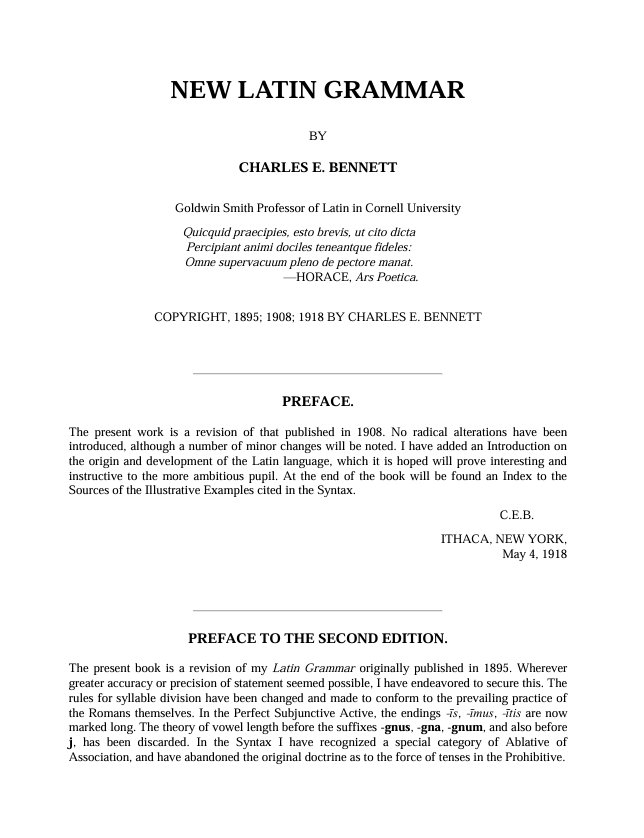 NEW LATIN GRAMMAR
BY
CHARLES E. BENNETT
Goldwin Smith Professor of Latin in Cornell University
Quicquid praecipies, esto brevis, ut cito dicta
Percipiant animi dociles teneantque fideles:
Omne supervacuum pleno de pectore manat.
—HORACE, Ars Poetica.
COPYRIGHT, 1895; 1908; 1918 BY CHARLES E. BENNETT
PREFACE.
The present work is a revision of that published in 1908. No radical alterations have been
introduced, although a number of minor changes will be noted. I have added an Introduction on
the origin and development of the Latin language, which it is hoped will prove interesting and
instructive to the more ambitious pupil. At the end of the book will be found an Index to the
Sources of the Illustrative Examples cited in the Syntax.
C.E.B.
ITHACA, NEW YORK,
May 4, 1918
PREFACE TO THE SECOND EDITION.
The present book is a revision of my Latin Grammar originally published in 1895. Wherever
greater accuracy or precision of statement seemed possible, I have endeavored to secure this. The
rules for syllable division have been changed and made to conform to the prevailing practice of
the Romans themselves. In the Perfect Subjunctive Active, the endings -īs, -īmus, -ītis are now
marked long. The theory of vowel length before the suffixes -gnus, -gna, -gnum, and also before
j, has been discarded. In the Syntax I have recognized a special category of Ablative of
Association, and have abandoned the original doctrine as to the force of tenses in the Prohibitive.